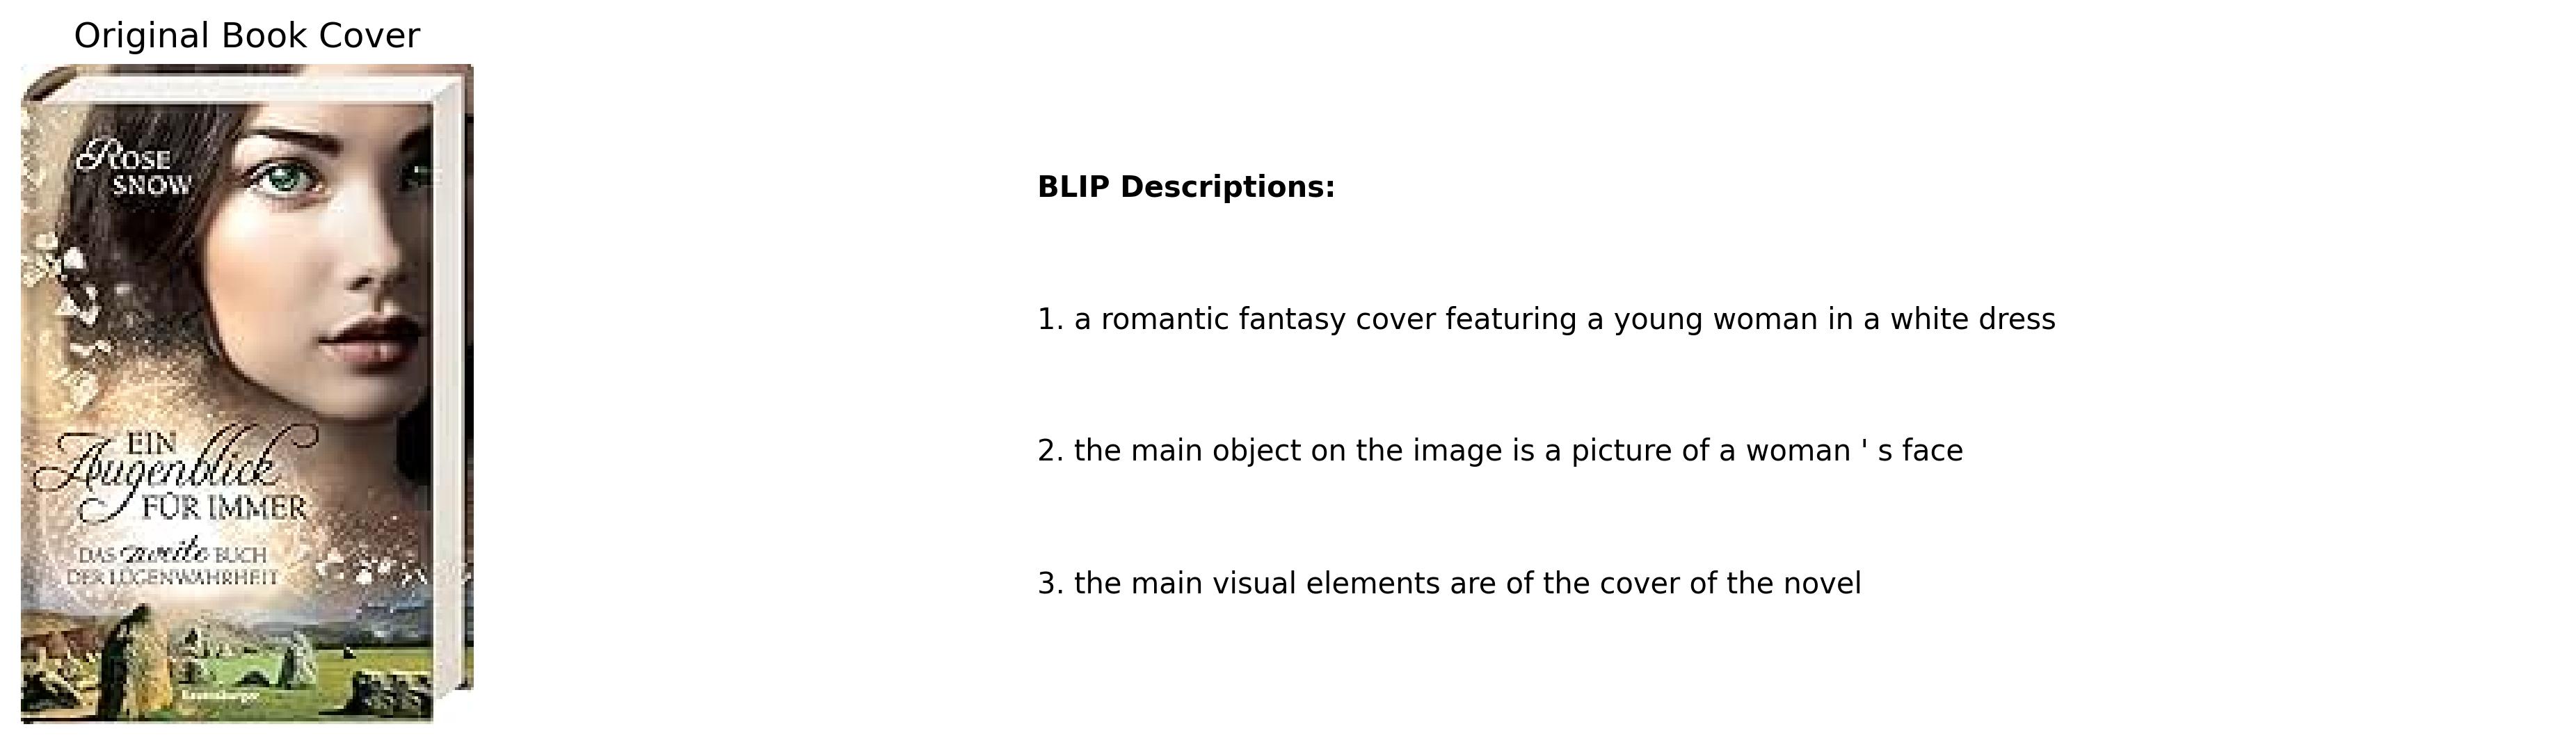 Original Book Cover
ROSE
SNOW
EIN
Augenblick
FÜR IMMER
DAS zweite BUCH
DER LÜGENWAHRHEIT
Ravensburger
BLIP Descriptions:
1. a romantic fantasy cover featuring a young woman in a white dress
2. the main object on the image is a picture of a woman ' s face
3. the main visual elements are of the cover of the novel